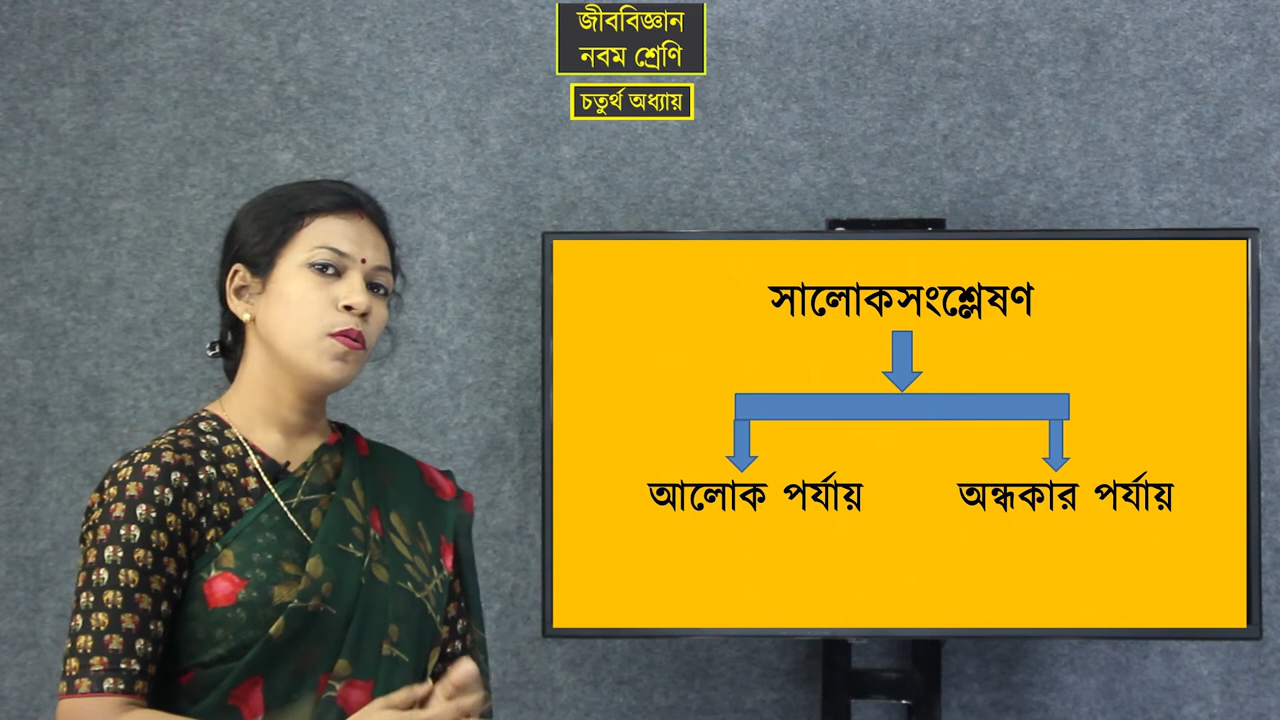 জীববিজ্ঞান
নবম শ্রেণি
চতুর্থ অধ্যায়
সালোকসংশ্লেষণ
আলোক পর্যায়
অন্ধকার পর্যায়